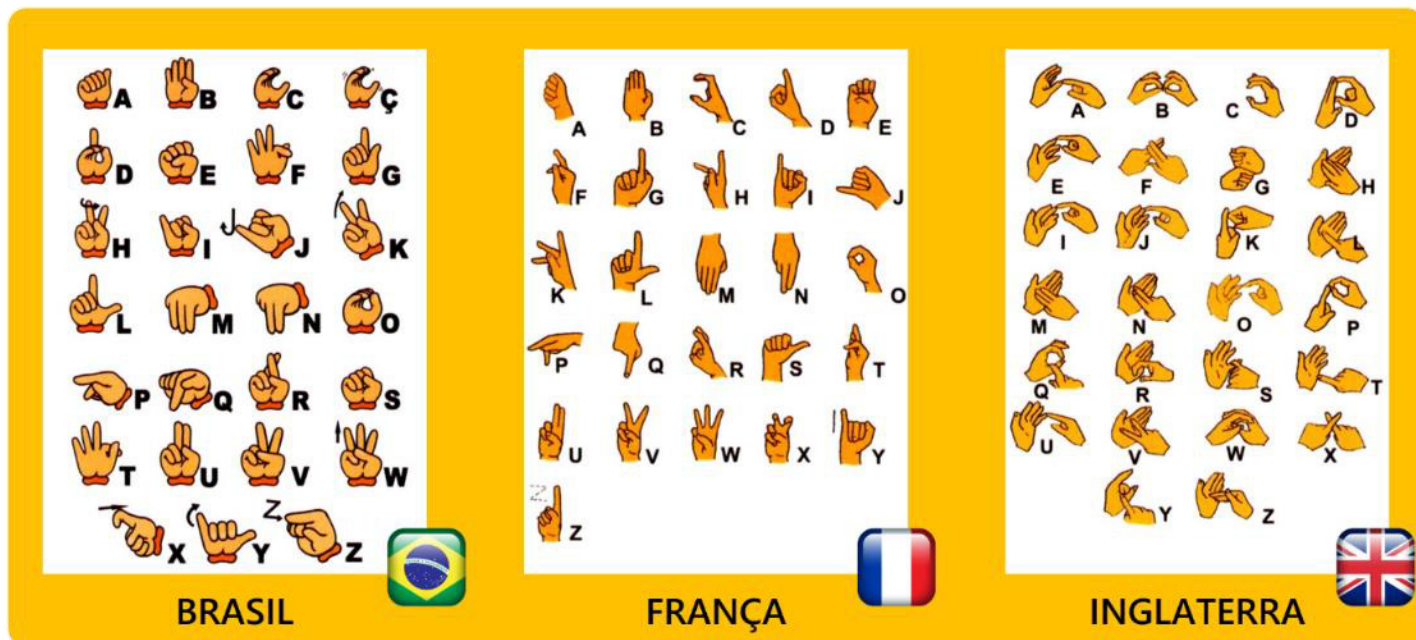 A B C Ç
D E F G
H I J K
L M N O
P Q R S
T U V W
X Y Z
BRASIL
A B C D E
F G H I J
K L M N O
P Q R S T
U V W X Y
Z
Z
FRANÇA
A B C D
E F G H
I J K L
M N O P
Q R S T
U V W X
Y Z
INGLATERRA